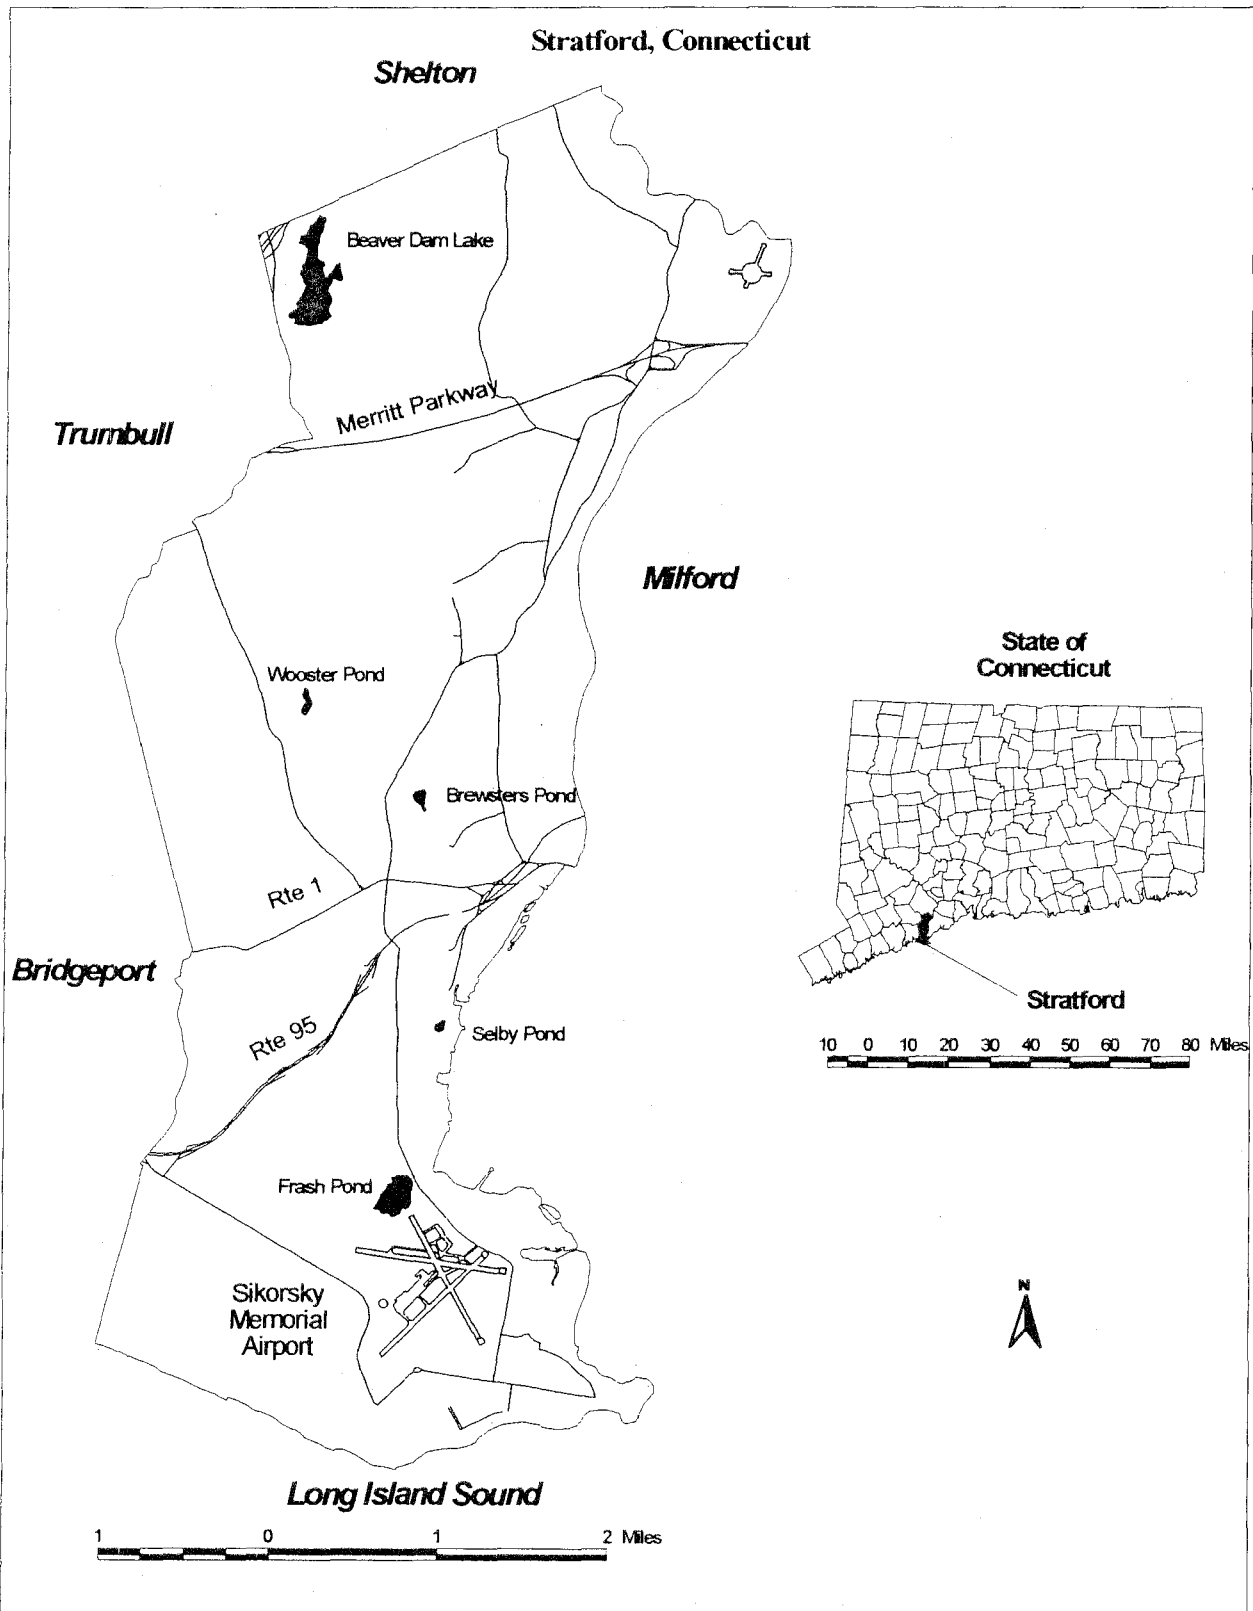 Stratford, Connecticut
Shelton
Beaver Dam Lake
Merritt Parkway
Trumbull
Milford
Wooster Pond
Brewsters Pond
Rte 1
Bridgeport
Rte 95
Selby Pond
Frash Pond
Sikorsky
Memorial
Airport
Long Island Sound
1 0 1 2 Miles
State of
Connecticut
Stratford
10 0 10 20 30 40 50 60 70 80 Miles
N